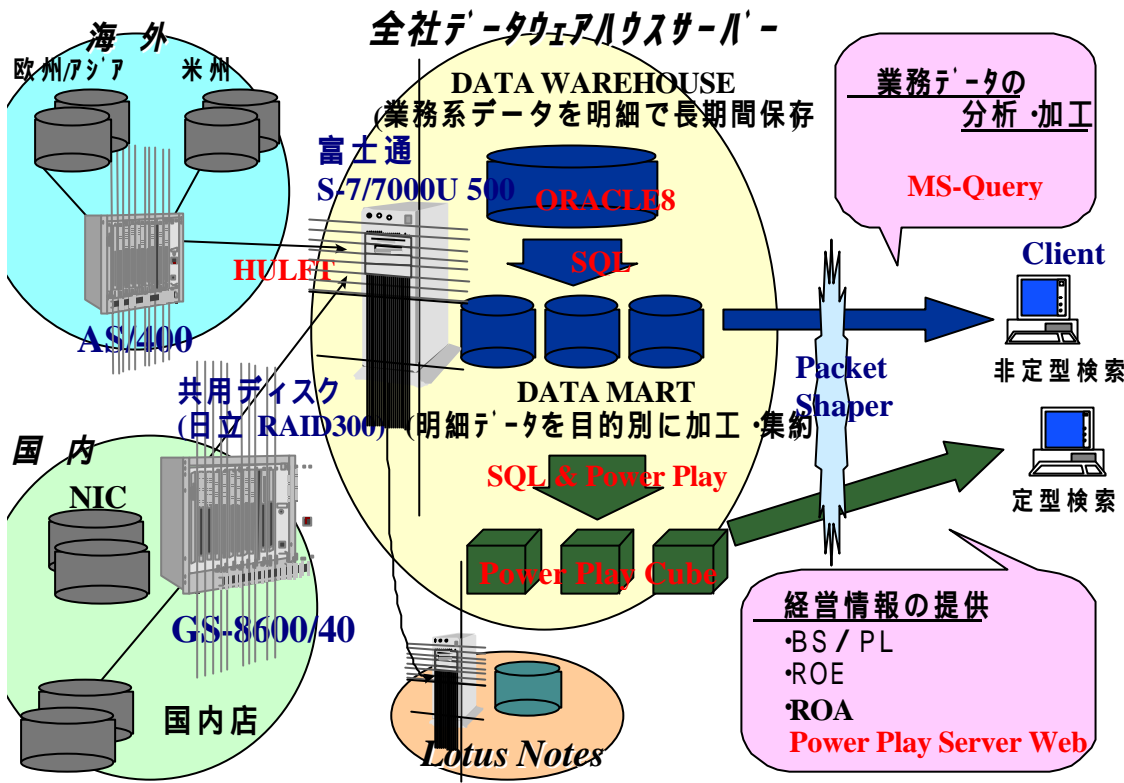 海 外
欧州/ｱｼﾞｱ
米 州
AS/400
HULFT
国 内
NIC
GS-8600/40
国内店
全社ﾃﾞｰﾀｳｪｱﾊｳｽサーﾊﾞｰ
DATA WAREHOUSE
(業務系データを明細で長期間保存
富士通
S-7/7000U 500
ORACLE8
SQL
共用ディスク
(日立 RAID300)
DATA MART
(明細ﾃﾞｰﾀを目的別に加工・集約
SQL & Power Play
Power Play Cube
Lotus Notes
Packet
Shaper
業務ﾃﾞｰﾀの
分析・加工
MS-Query
Client
非定型検索
定型検索
経営情報の提供
・BS/PL
・ROE
・ROA
Power Play Server Web